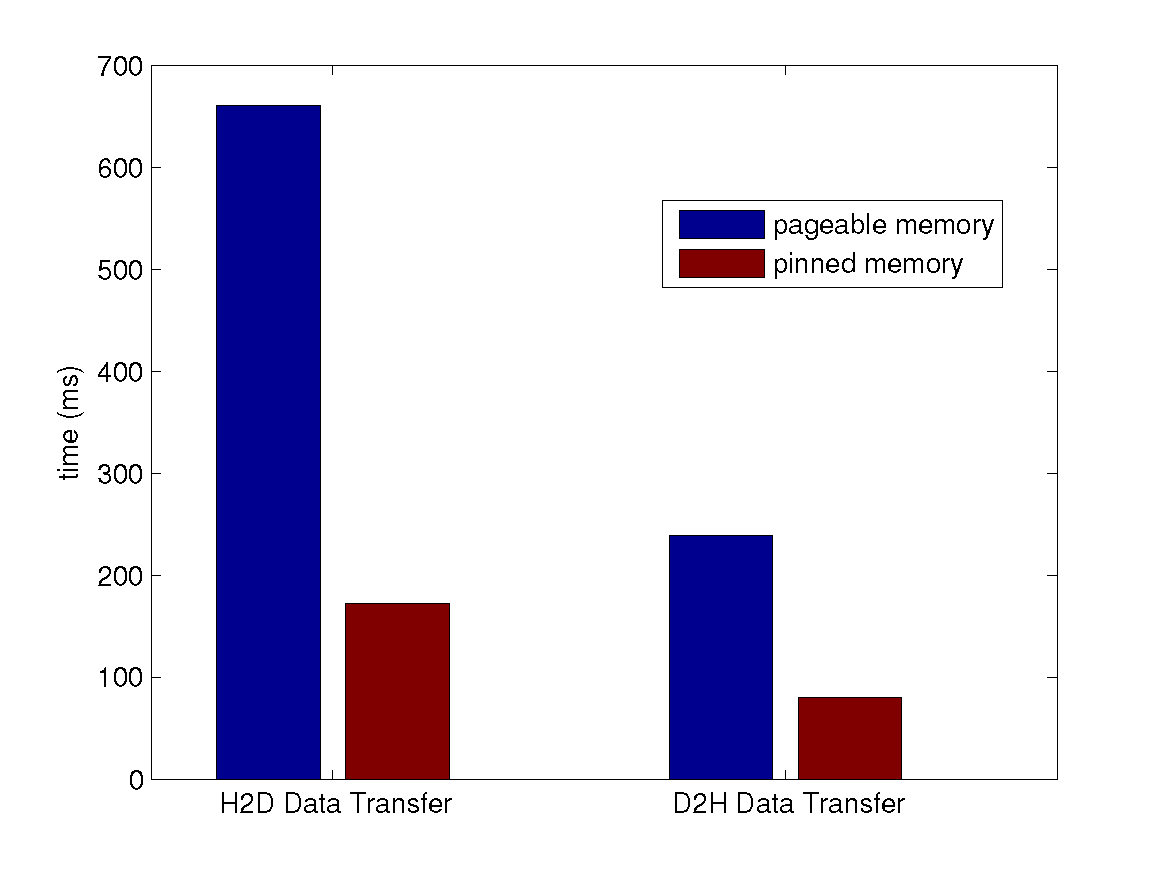 700
600
500
400
300
200
100
0
time (ms)
pageable memory
pinned memory
H2D Data Transfer
D2H Data Transfer